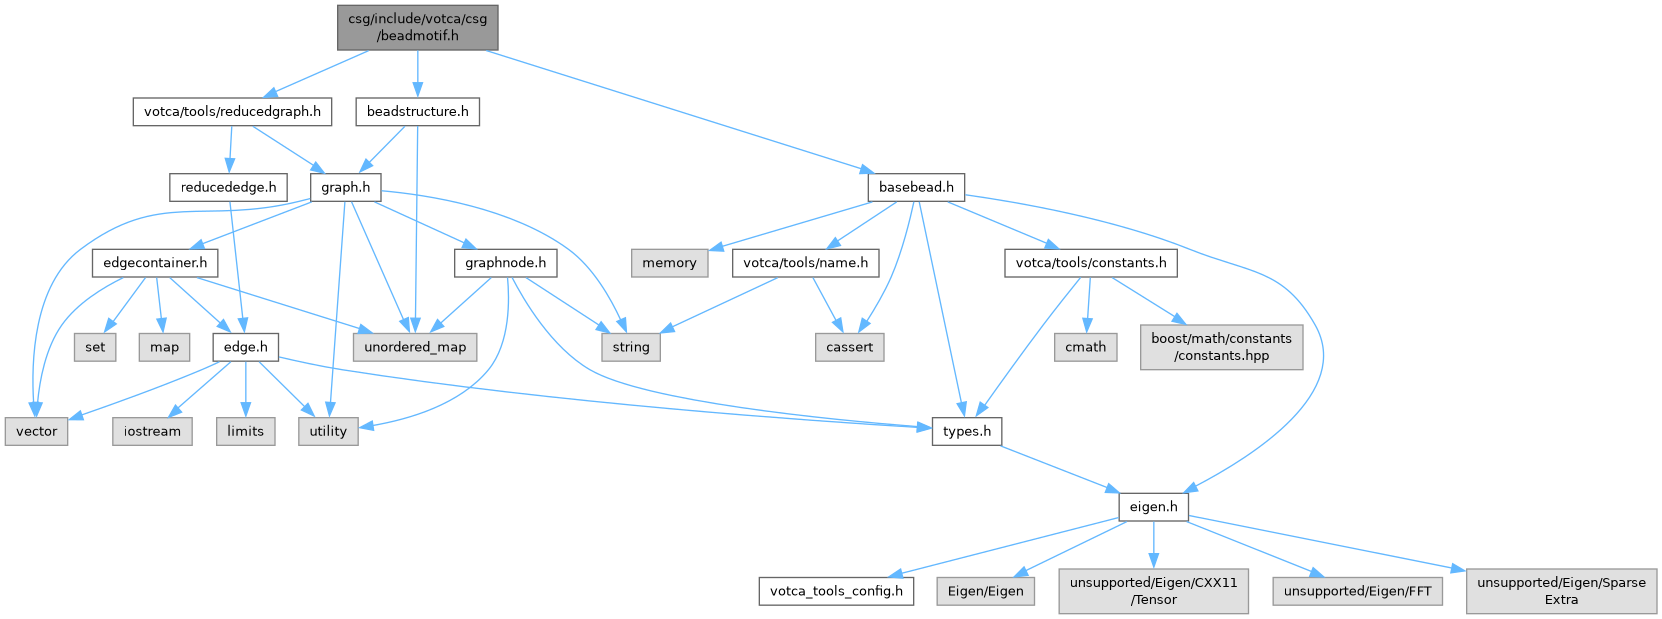 csg/include/votca/csg
/beadmotif.h
votca/tools/reducedgraph.h
beadstructure.h
reducededge.h
graph.h
basebead.h
edgecontainer.h
graphnode.h
memory
votca/tools/name.h
votca/tools/constants.h
set
map
edge.h
unordered_map
string
cassert
cmath
boost/math/constants
/constants.hpp
vector
iostream
limits
utility
types.h
eigen.h
votca_tools_config.h
Eigen/Eigen
unsupported/Eigen/CXX11
/Tensor
unsupported/Eigen/FFT
unsupported/Eigen/Sparse
Extra